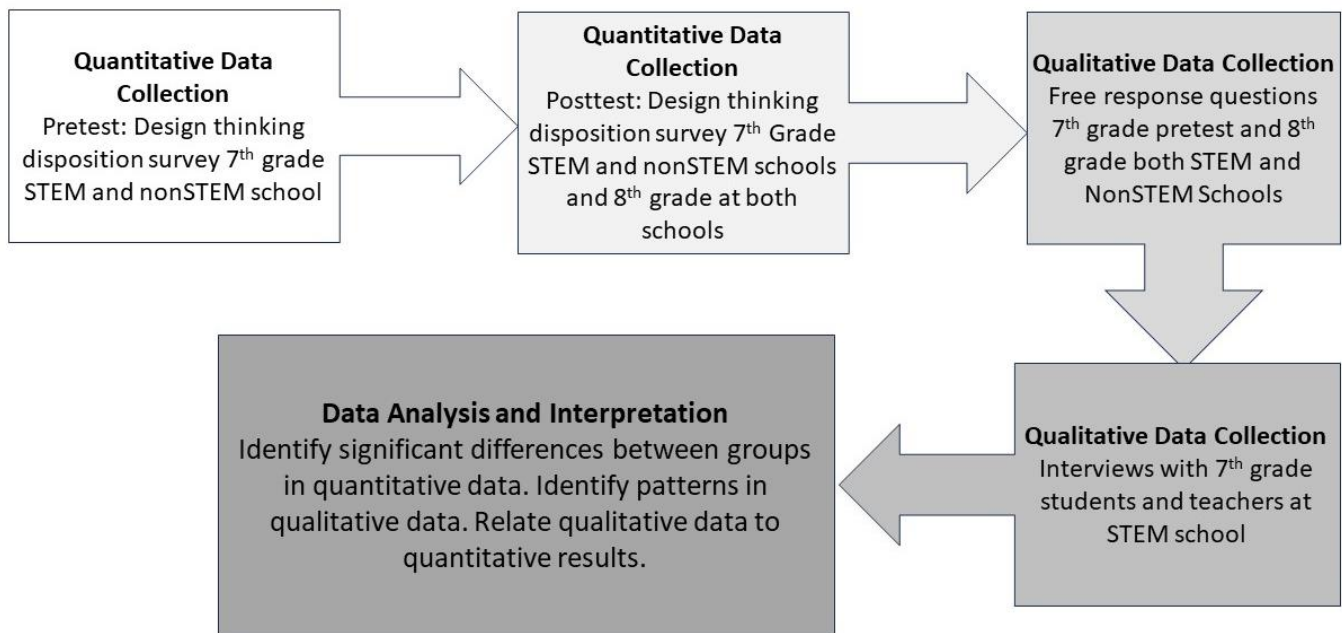 Quantitative Data
Collection
Pretest: Design thinking
disposition survey 7th grade
STEM and nonSTEM school
Quantitative Data
Collection
Posttest: Design thinking
disposition survey 7th Grade
STEM and nonSTEM schools
and 8th grade at both
schools
Qualitative Data Collection
Free response questions
7th grade pretest and 8th
grade both STEM and
NonSTEM Schools
Qualitative Data Collection
Interviews with 7th grade
students and teachers at
STEM school
Data Analysis and Interpretation
Identify significant differences between groups
in quantitative data. Identify patterns in
qualitative data. Relate qualitative data to
quantitative results.